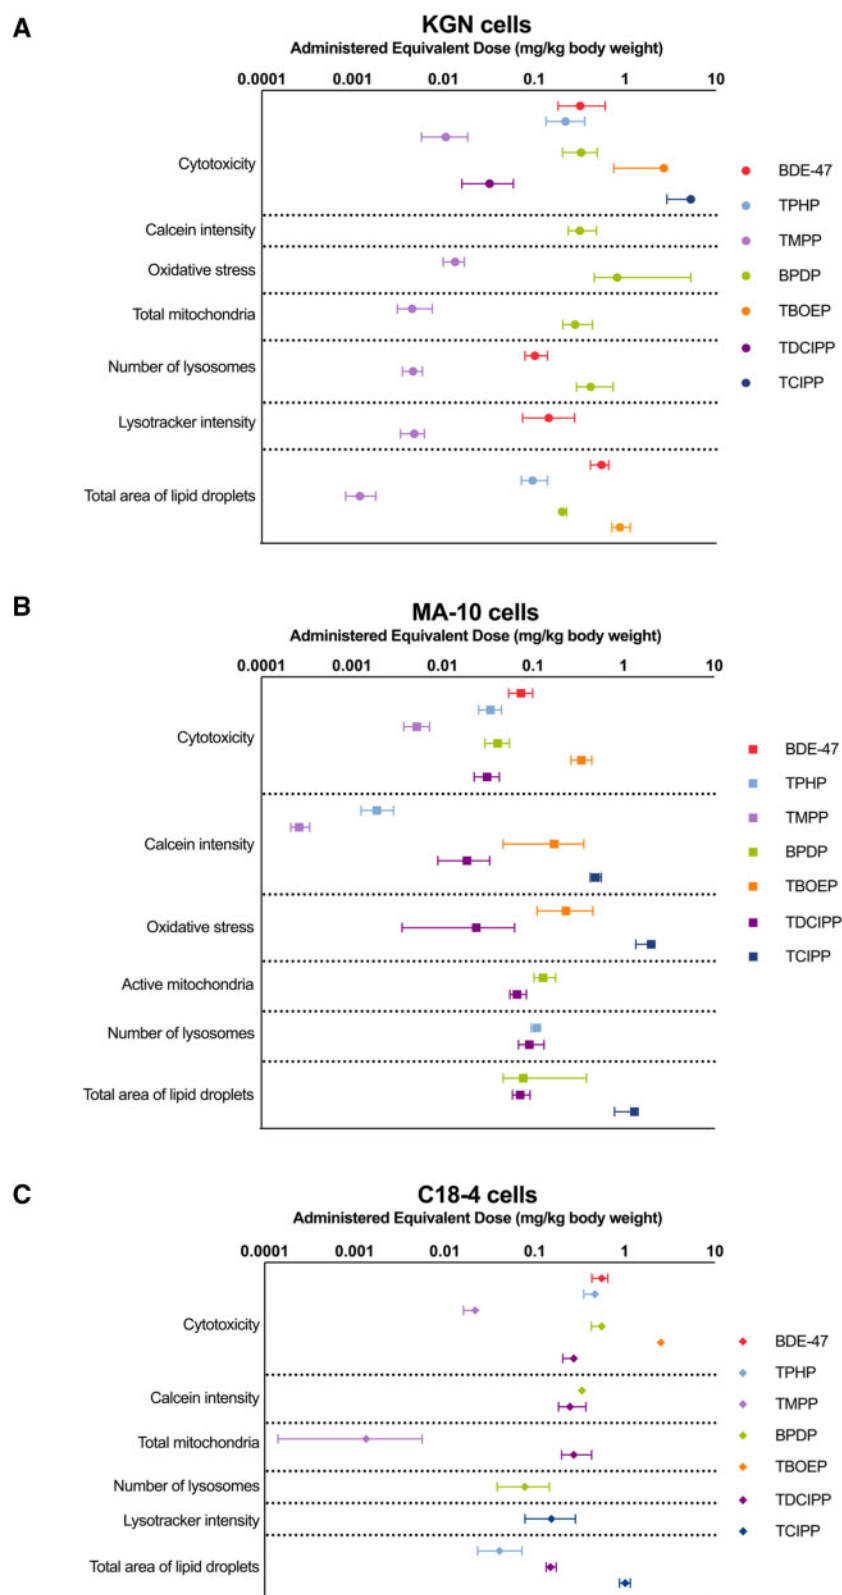 A
KGN cells
Administered Equivalent Dose (mg/kg body weight)
0.0001 0.001 0.01 0.1 1 10
Cytotoxicity
Calcein intensity
Oxidative stress
Total mitochondria
Number of lysosomes
Lysotracker intensity
Total area of lipid droplets
BDE-47
TPHP
TMPP
BPDP
TBOEP
TDCIPP
TCIPP
B
MA-10 cells
Administered Equivalent Dose (mg/kg body weight)
0.0001 0.001 0.01 0.1 1 10
Cytotoxicity
Calcein intensity
Oxidative stress
Active mitochondria
Number of lysosomes
Total area of lipid droplets
BDE-47
TPHP
TMPP
BPDP
TBOEP
TDCIPP
TCIPP
C
C18-4 cells
Administered Equivalent Dose (mg/kg body weight)
0.0001 0.001 0.01 0.1 1 10
Cytotoxicity
Calcein intensity
Total mitochondria
Number of lysosomes
Lysotracker intensity
Total area of lipid droplets
BDE-47
TPHP
TMPP
BPDP
TBOEP
TDCIPP
TCIPP